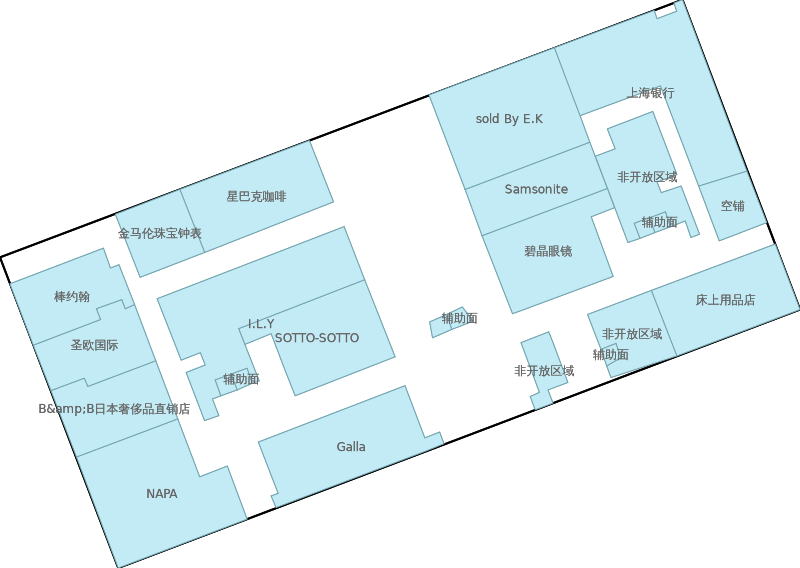 上海银行
sold By E.K
非开放区域
Samsonite
星巴克咖啡
空铺
辅助面
金马伦珠宝钟表
碧晶眼镜
棒约翰
床上用品店
I.L.Y
辅助面
SOTTO-SOTTO
非开放区域
圣欧国际
辅助面
非开放区域
辅助面
B&amp;B日本奢侈品直销店
Galla
NAPA